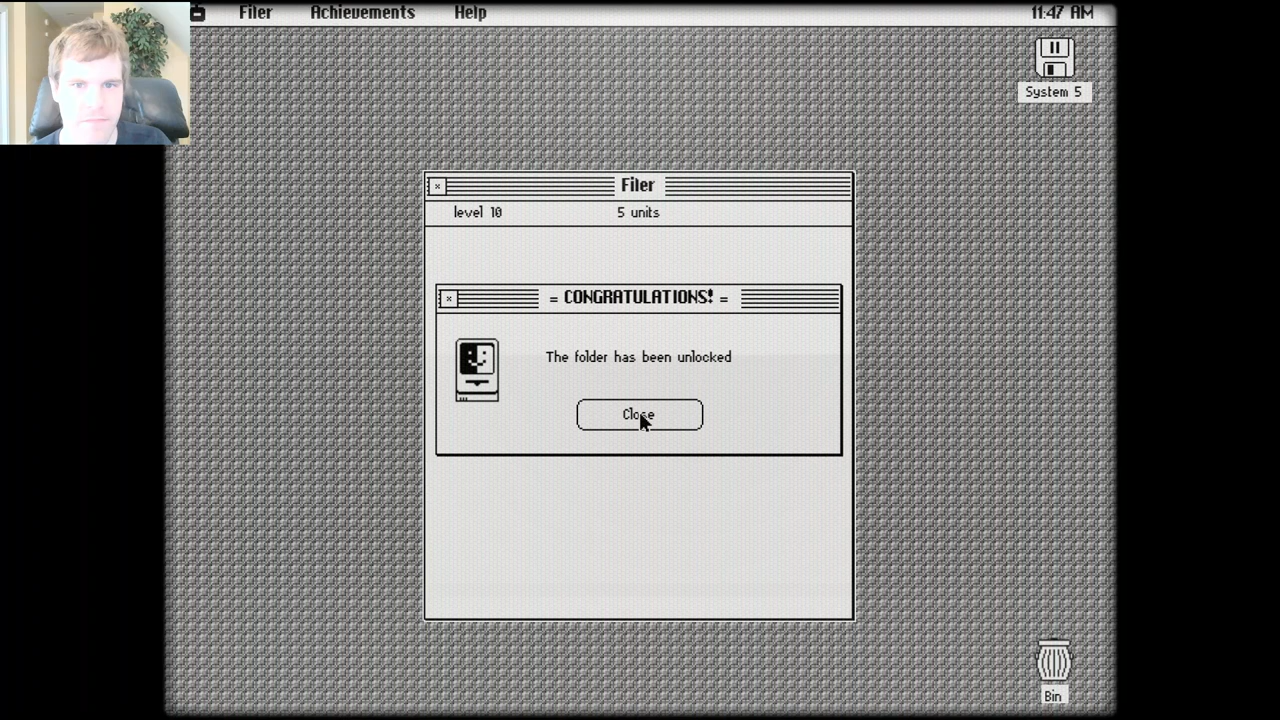 Filer Achievements Help 11:47 AM
System 5
Filer
level 10 5 units
= CONGRATULATIONS! =
The folder has been unlocked
Close
Bin